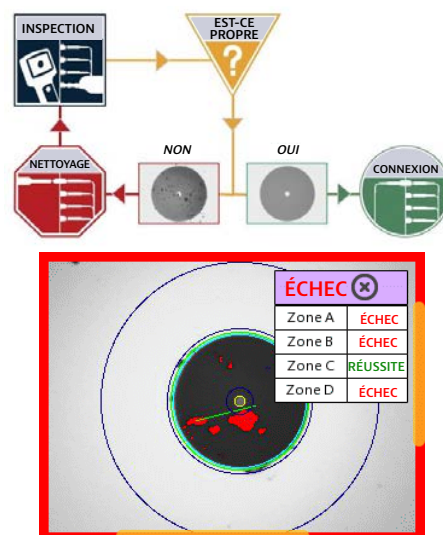 INSPECTION
EST-CE
PROPRE
?
NON
OUI
NETTOYAGE
CONNEXION
ÉCHEC
Zone A ÉCHEC
Zone B ÉCHEC
Zone C RÉUSSITE
Zone D ÉCHEC